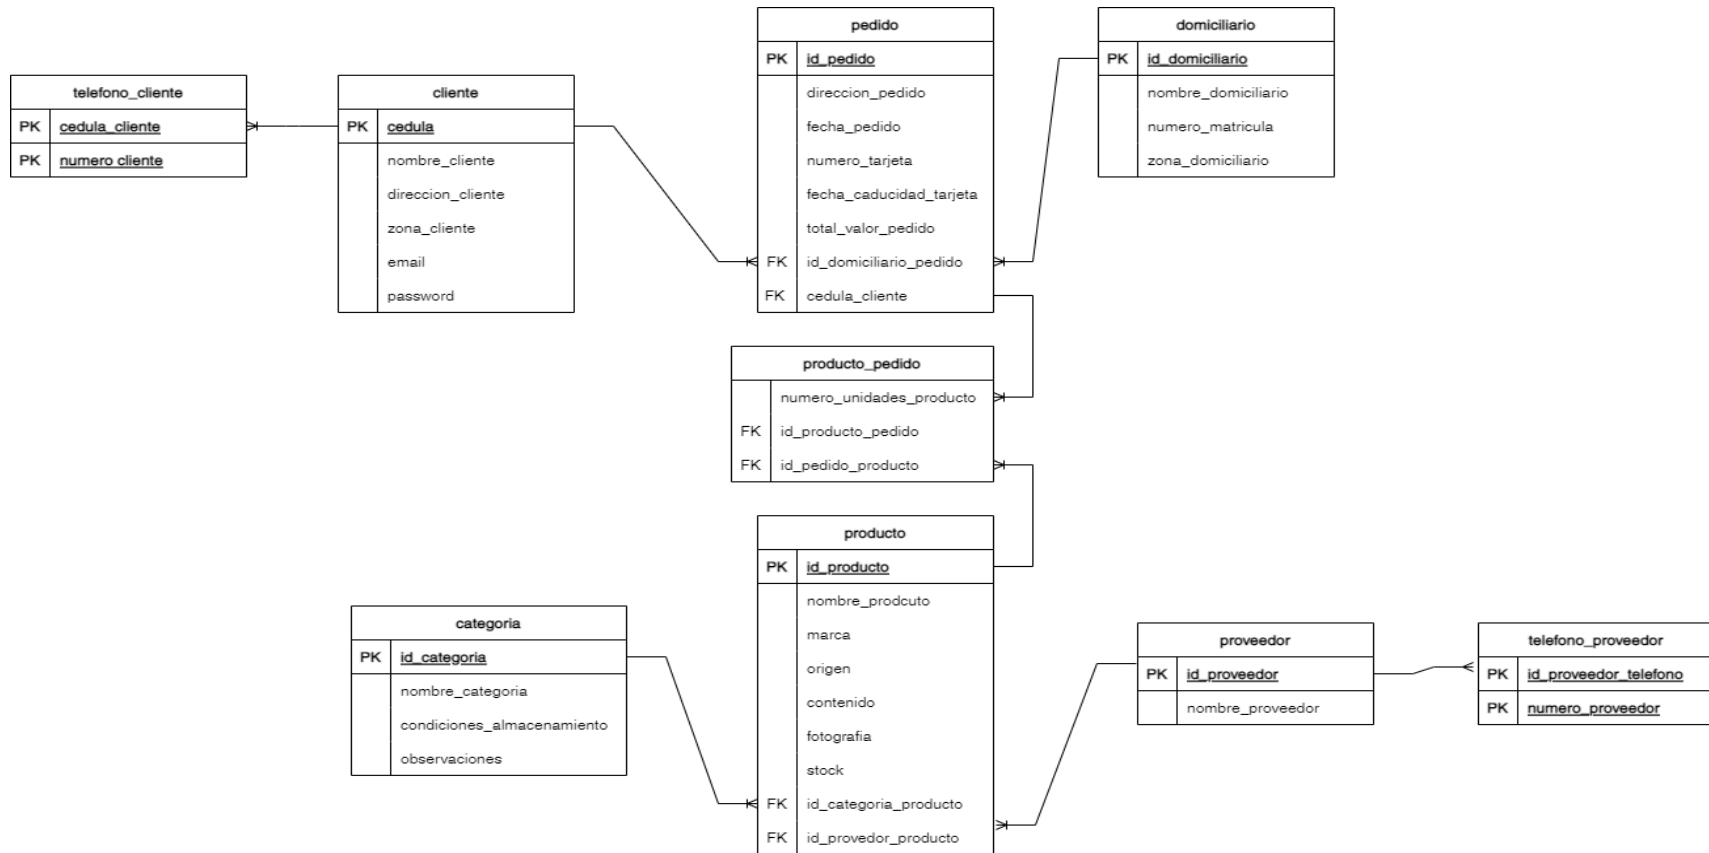 pedido
PK id_pedido
direccion_pedido
fecha_pedido
numero_tarjeta
fecha_caducidad_tarjeta
total_valor_pedido
FK id_domiciliario_pedido
FK cedula_cliente
domiciliario
PK id_domiciliario
nombre_domiciliario
numero_matricula
zona_domiciliario
telefono_cliente
PK cedula_cliente
PK numero cliente
cliente
PK cedula
nombre_cliente
direccion_cliente
zona_cliente
email
password
producto_pedido
numero_unidades_producto
FK id_producto_pedido
FK id_pedido_producto
producto
PK id_producto
nombre_prodcuto
marca
origen
contenido
fotografia
stock
FK id_categoria_producto
FK id_provedor_producto
categoria
PK id_categoria
nombre_categoria
condiciones_almacenamiento
observaciones
proveedor
PK id_proveedor
nombre_proveedor
telefono_proveedor
PK id_proveedor_telefono
PK numero_proveedor